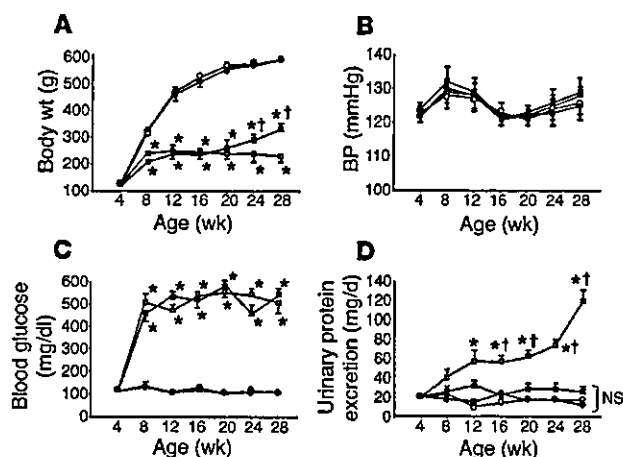 A
Body wt (g)
600
500
400
300
200
100
* * * * *† *†
* * * * * *
4 8 12 16 20 24 28
Age (wk)
B
BP (mmHg)
140
130
120
100
4 8 12 16 20 24 28
Age (wk)
C
Blood glucose
mg/dl)
600
500
400
300
200
100
* * * * * *
* * * * * *
4 8 12 16 20 24 28
Age (wk)
D
Urinary protein
excretion (mg/d)
140
120
100
80
60
40
20
0
* *† *† *† *†
NS
4 8 12 16 20 24 28
Age (wk)